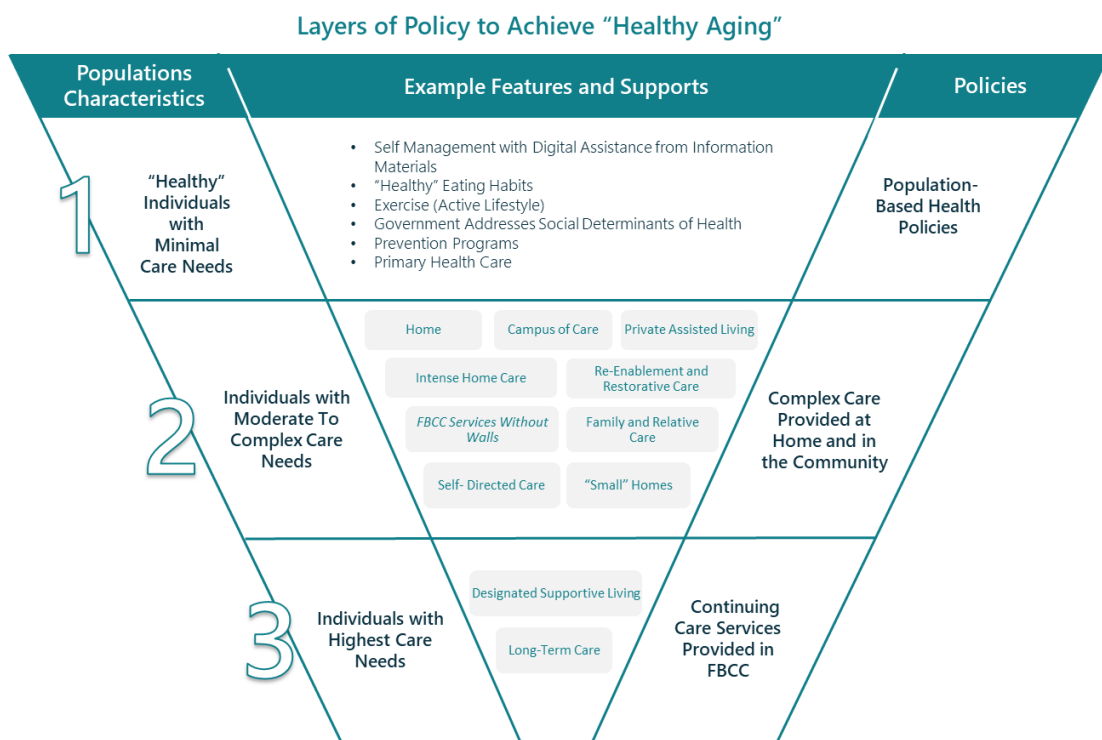 Layers of Policy to Achieve “Healthy Aging”
Populations
Characteristics
Example Features and Supports
Policies
1
“Healthy”
Individuals
with
Minimal
Care Needs
• Self Management with Digital Assistance from Information
Materials
• “Healthy” Eating Habits
• Exercise (Active Lifestyle)
• Government Addresses Social Determinants of Health
• Prevention Programs
• Primary Health Care
Population-
Based Health
Policies
2
Individuals with
Moderate To
Complex Care
Needs
Home
Campus of Care
Private Assisted Living
Intense Home Care
Re-Enablement and
Restorative Care
FBCC Services Without
Walls
Family and Relative
Care
Self- Directed Care
“Small” Homes
Complex Care
Provided at
Home and in
the Community
3
Individuals with
Highest Care
Needs
Designated Supportive Living
Long-Term Care
Continuing
Care Services
Provided in
FBCC